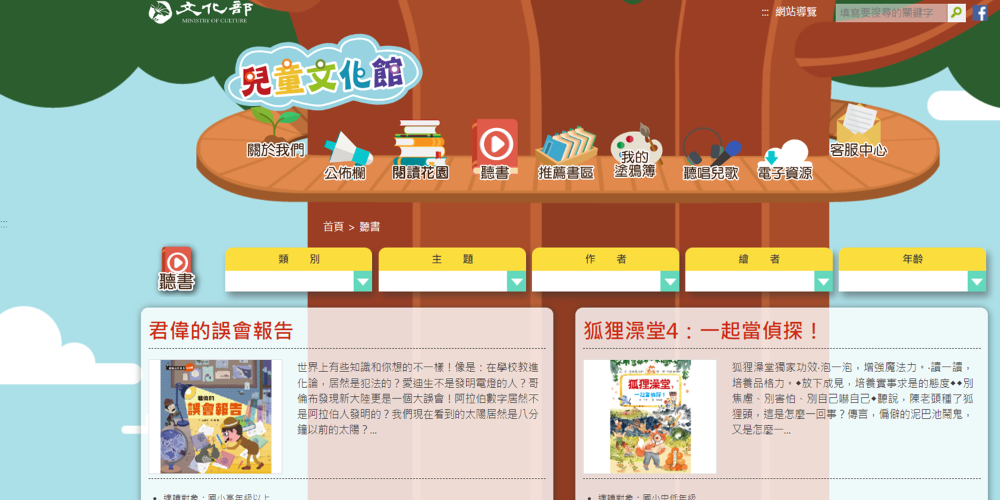 文化部
MINISTRY OF CULTURE
::: 網站導覽
填寫要搜尋的關鍵字
兒童文化館
關於我們
公佈欄
閱讀花園
聽書
推薦書區
我的
塗鴉簿
聽唱兒歌
電子資源
客服中心
:::
首頁 > 聽書
聽書
類 別
主 題
作 者
繪 者
年齡
君偉的誤會報告
君偉的
誤會報告
世界上有些知識和你想的不一樣！像是：在學校教進
化論，居然是犯法的？愛迪生不是發明電燈的人？哥
倫布發現新大陸更是一個大誤會！阿拉伯數字居然不
是阿拉伯人發明的？我們現在看到的太陽居然是八分
鐘以前的太陽？...
適讀對象：國小高年級以上
狐狸澡堂4：一起當偵探！
狐狸澡堂
一起當偵探！
狐狸澡堂獨家功效‧泡一泡，增強魔法力。‧讀一讀，
培養品格力。◆放下成見，培養實事求是的態度◆◆別
焦慮、別害怕、別自己嚇自己◆聽說，陳老頭種了狐
狸頭，這是怎麼一回事？傳言，偏僻的泥巴池鬧鬼，
又是怎麼一...
適讀對象：國小中低年級